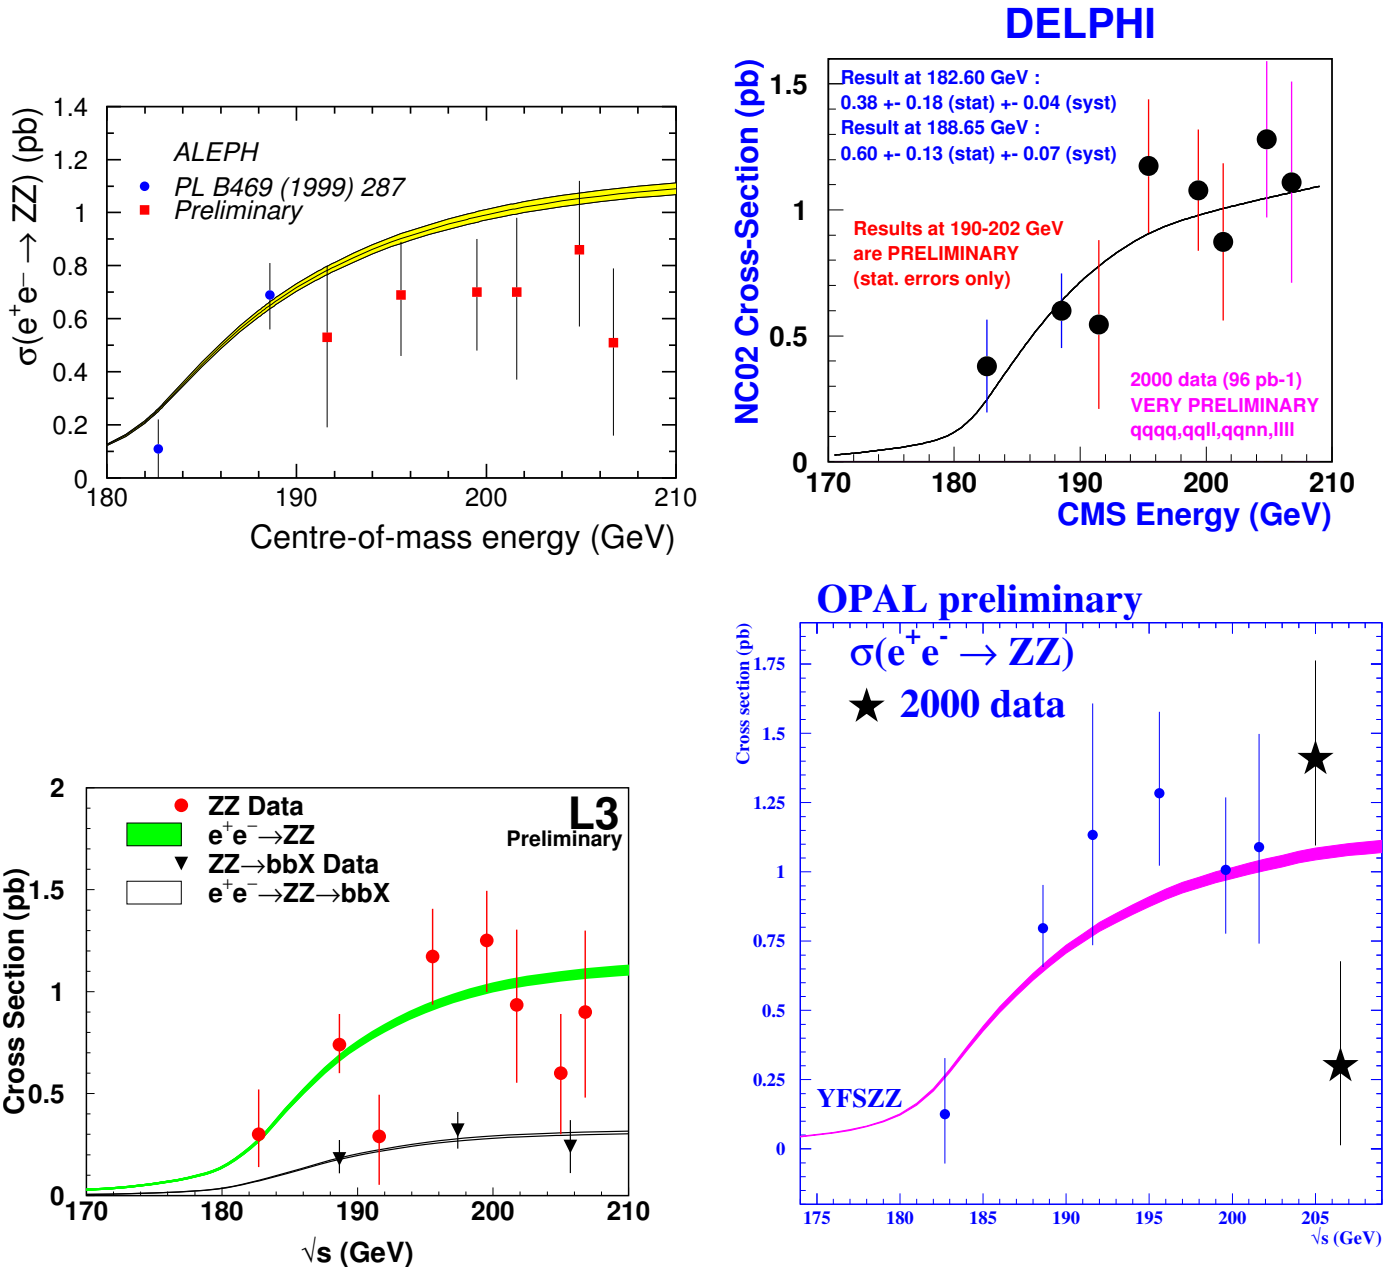 1.4
1.2
1
0.8
0.6
0.4
0.2
0
180
190
200
210
σ(e⁺e⁻→ ZZ) (pb)
ALEPH
PL B469 (1999) 287
Preliminary
Centre-of-mass energy (GeV)
DELPHI
NC02 Cross-Section (pb)
1.5
1
0.5
0
Result at 182.60 GeV :
0.38 +- 0.18 (stat) +- 0.04 (syst)
Result at 188.65 GeV :
0.60 +- 0.13 (stat) +- 0.07 (syst)
Results at 190-202 GeV
are PRELIMINARY
(stat. errors only)
2000 data (96 pb-1)
VERY PRELIMINARY
qqqq,qqll,qqnn,llll
170
180
190
200
210
CMS Energy (GeV)
Cross Section (pb)
2
1.5
1
0.5
0
ZZ Data
e⁺e⁻→ZZ
ZZ→bbX Data
e⁺e⁻→ZZ→bbX
L3
Preliminary
170
180
190
200
210
√s (GeV)
OPAL preliminary
Cross section (pb)
σ(e⁺e⁻ → ZZ)
2000 data
1.75
1.5
1.25
1
0.75
0.5
0.25
0
YFSZZ
175
180
185
190
195
200
205
√s (GeV)